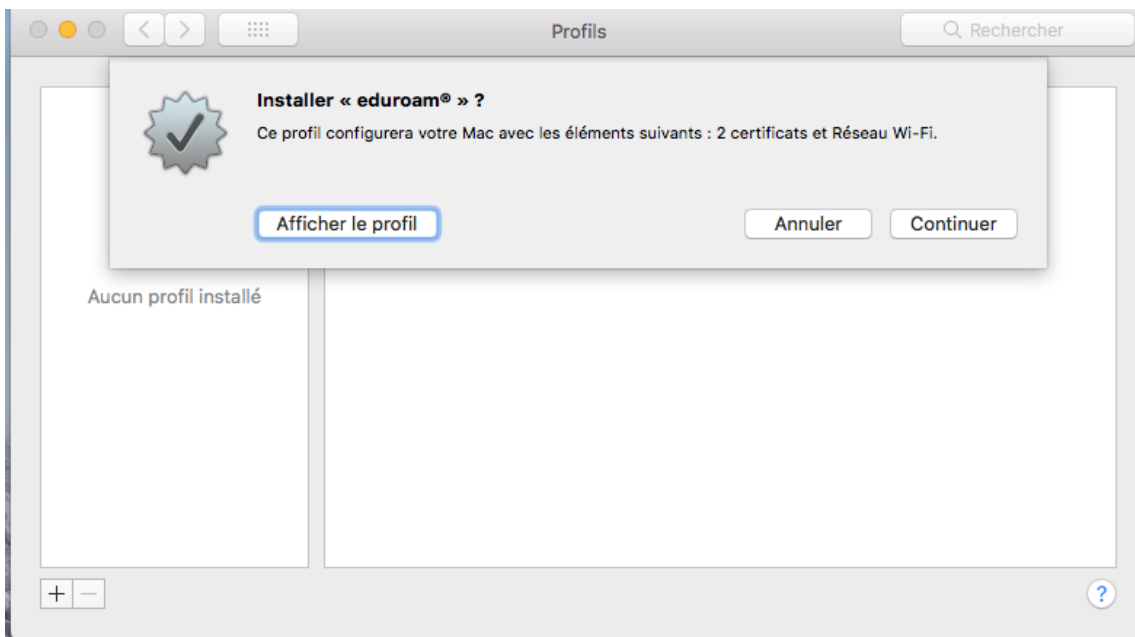 Profils
Rechercher
Installer « eduroam® » ?
Ce profil configurera votre Mac avec les éléments suivants : 2 certificats et Réseau Wi-Fi.
Afficher le profil
Annuler
Continuer
Aucun profil installé
+ −
?